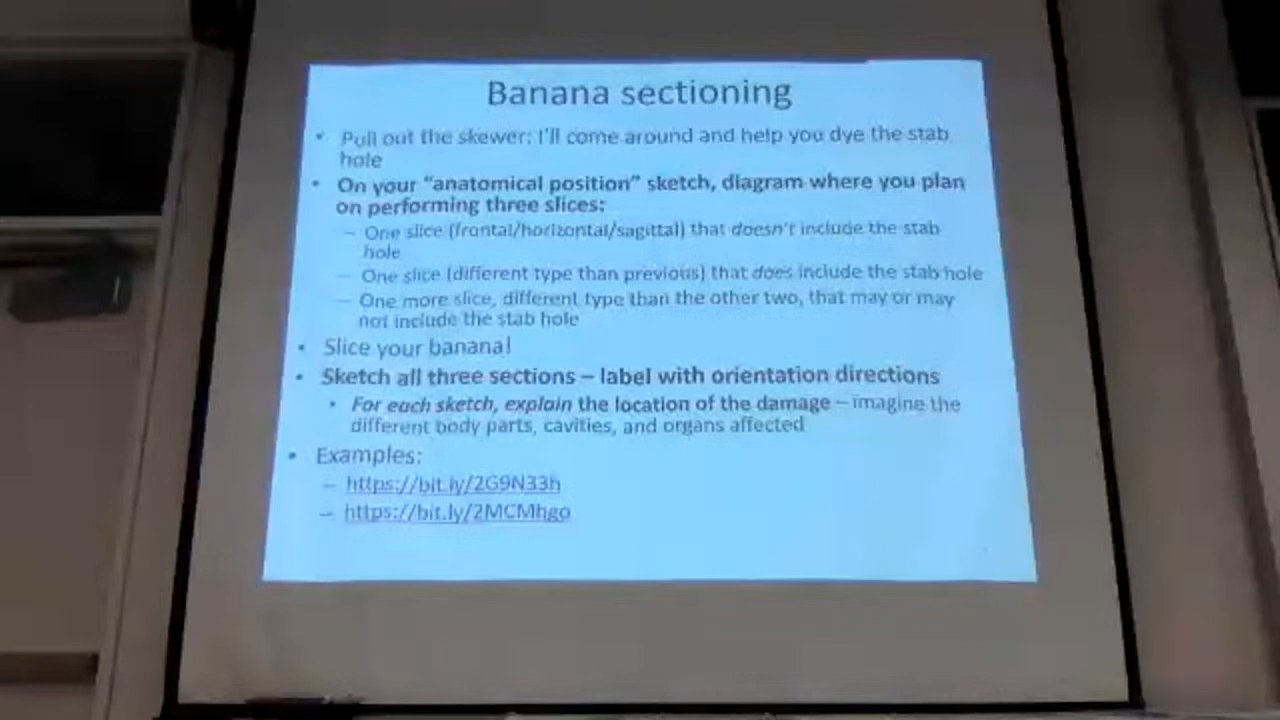 Banana sectioning
• Pull out the skewer: I'll come around and help you dye the stab
hole
• On your "anatomical position" sketch, diagram where you plan
on performing three slices:
– One slice (frontal/horizontal/sagittal) that doesn't include the stab
hole
– One slice (different type than previous) that does include the stab hole
– One more slice, different type than the other two, that may or may
not include the stab hole
• Slice your banana!
• Sketch all three sections – label with orientation directions
• For each sketch, explain the location of the damage – imagine the
different body parts, cavities, and organs affected
• Examples:
– https://bit.ly/2G9N33h
– https://bit.ly/2MCMhgo